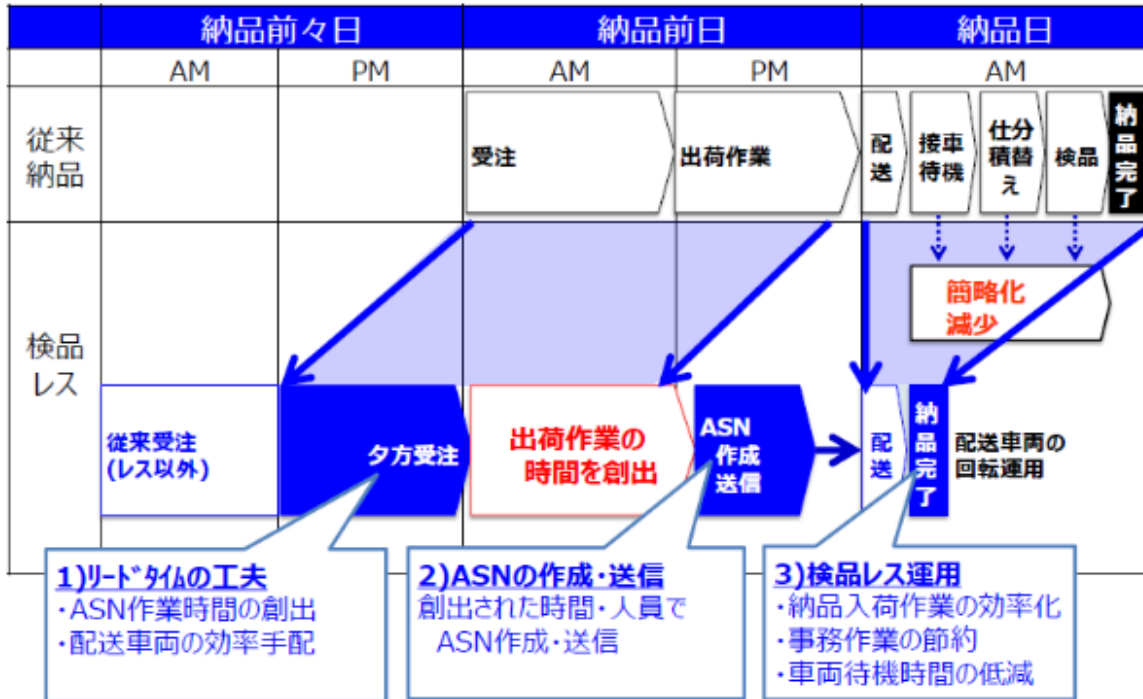 納品前々日
納品前日
納品日
AM
PM
AM
PM
AM
従来
納品
受注
出荷作業
配
送
接車
待機
仕分
積替
え
検品
納
品
完
了
簡略化
減少
検品
レス
従来受注
(レス以外)
夕方受注
出荷作業の
時間を創出
ASN
作成
送信
配
送
納
品
完
了
配送車両の
回転運用
1)リードタイムの工夫
・ASN作業時間の創出
・配送車両の効率手配
2)ASNの作成・送信
創出された時間・人員で
ASN作成・送信
3)検品レス運用
・納品入荷作業の効率化
・事務作業の節約
・車両待機時間の低減